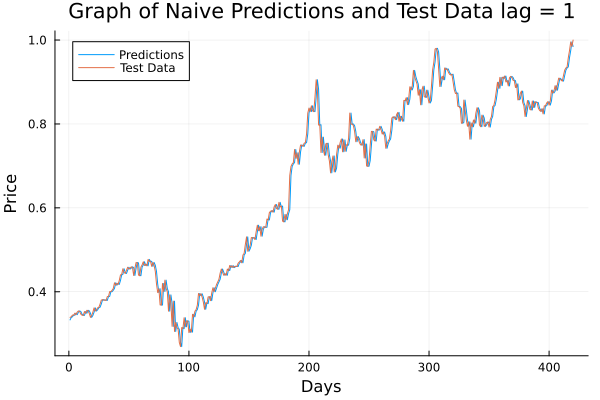 Graph of Naive Predictions and Test Data lag = 1
Predictions
Test Data
1.0
0.8
0.6
0.4
Price
0
100
200
300
400
Days